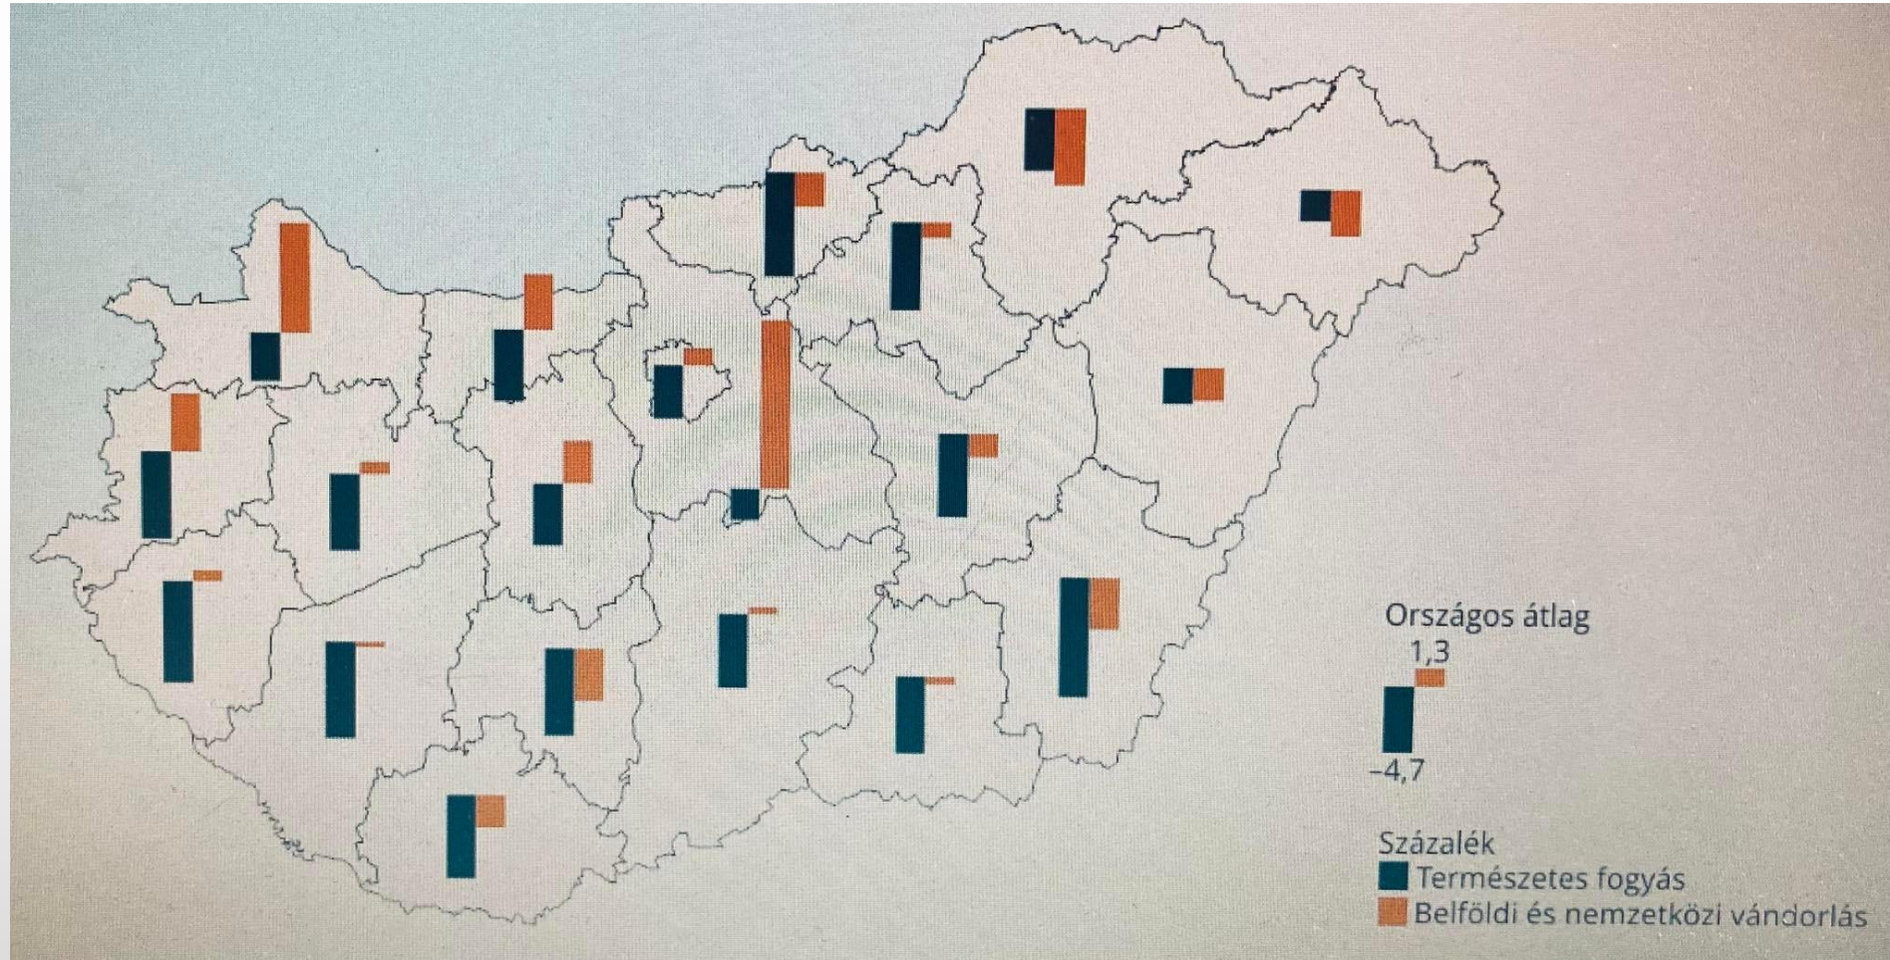 Országos átlag
1,3
–4,7
Százalék
Természetes fogyás
Belföldi és nemzetközi vándorlás